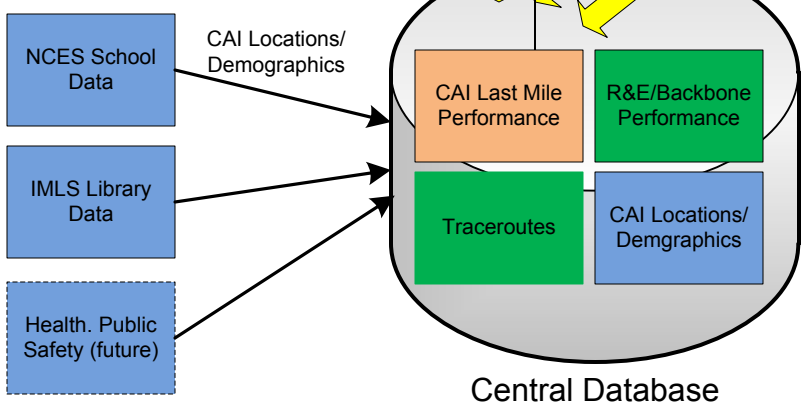 NCES School
Data
CAI Locations/
Demographics
IMLS Library
Data
Health. Public
Safety (future)
CAI Last Mile
Performance
R&E/Backbone
Performance
Traceroutes
CAI Locations/
Demgraphics
Central Database